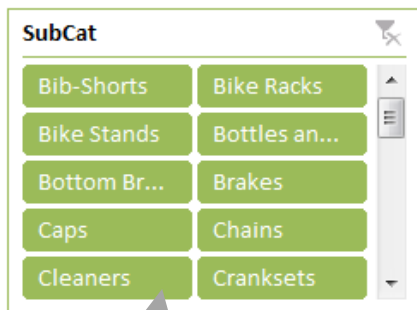 SubCat
Bib-Shorts Bike Racks
Bike Stands Bottles an...
Bottom Br... Brakes
Caps Chains
Cleaners Cranksets